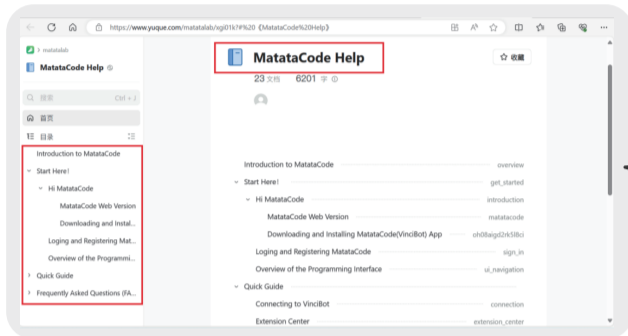 https://www.yuque.com/matatalab/xgi01k?#%20《MatataCode%20Help》
matatalab
MatataCode Help
搜索 Ctrl + J
首页
目录
Introduction to MatataCode
Start Here!
Hi MatataCode
MatataCode Web Version
Downloading and Instal...
Loging and Registering Mat...
Overview of the Programmi...
Quick Guide
Frequently Asked Questions (FA...
MatataCode Help
收藏
23 文档 6201 字
Introduction to MatataCode overview
Start Here! get_started
Hi MatataCode introduction
MatataCode Web Version matatacode
Downloading and Installing MatataCode(VinciBot) App
Loging and Registering MatataCode sign_in
Overview of the Programming Interface ui_navigation
Quick Guide
Connecting to VinciBot connection
Extension Center extension_center